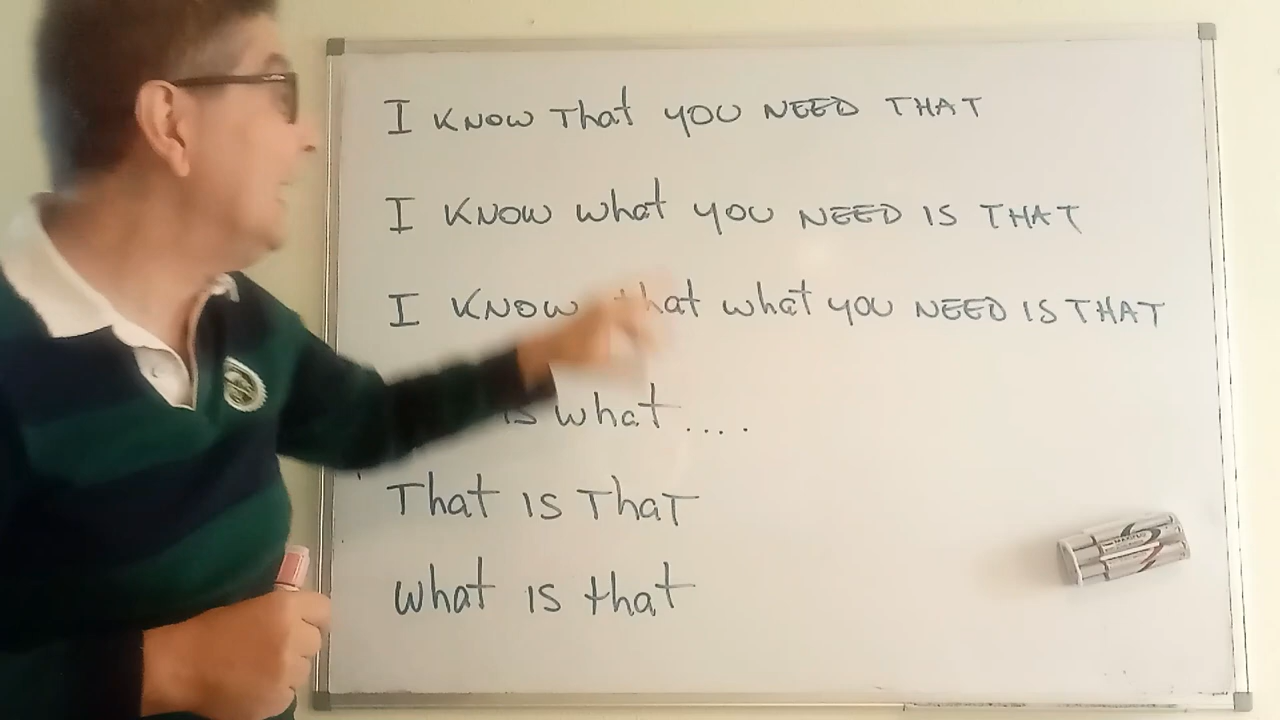 I KNOW That you NEED THAT
I KNOW what you NEED IS THAT
I KNOW that what you NEED IS THAT
is what....
That is That
what is that